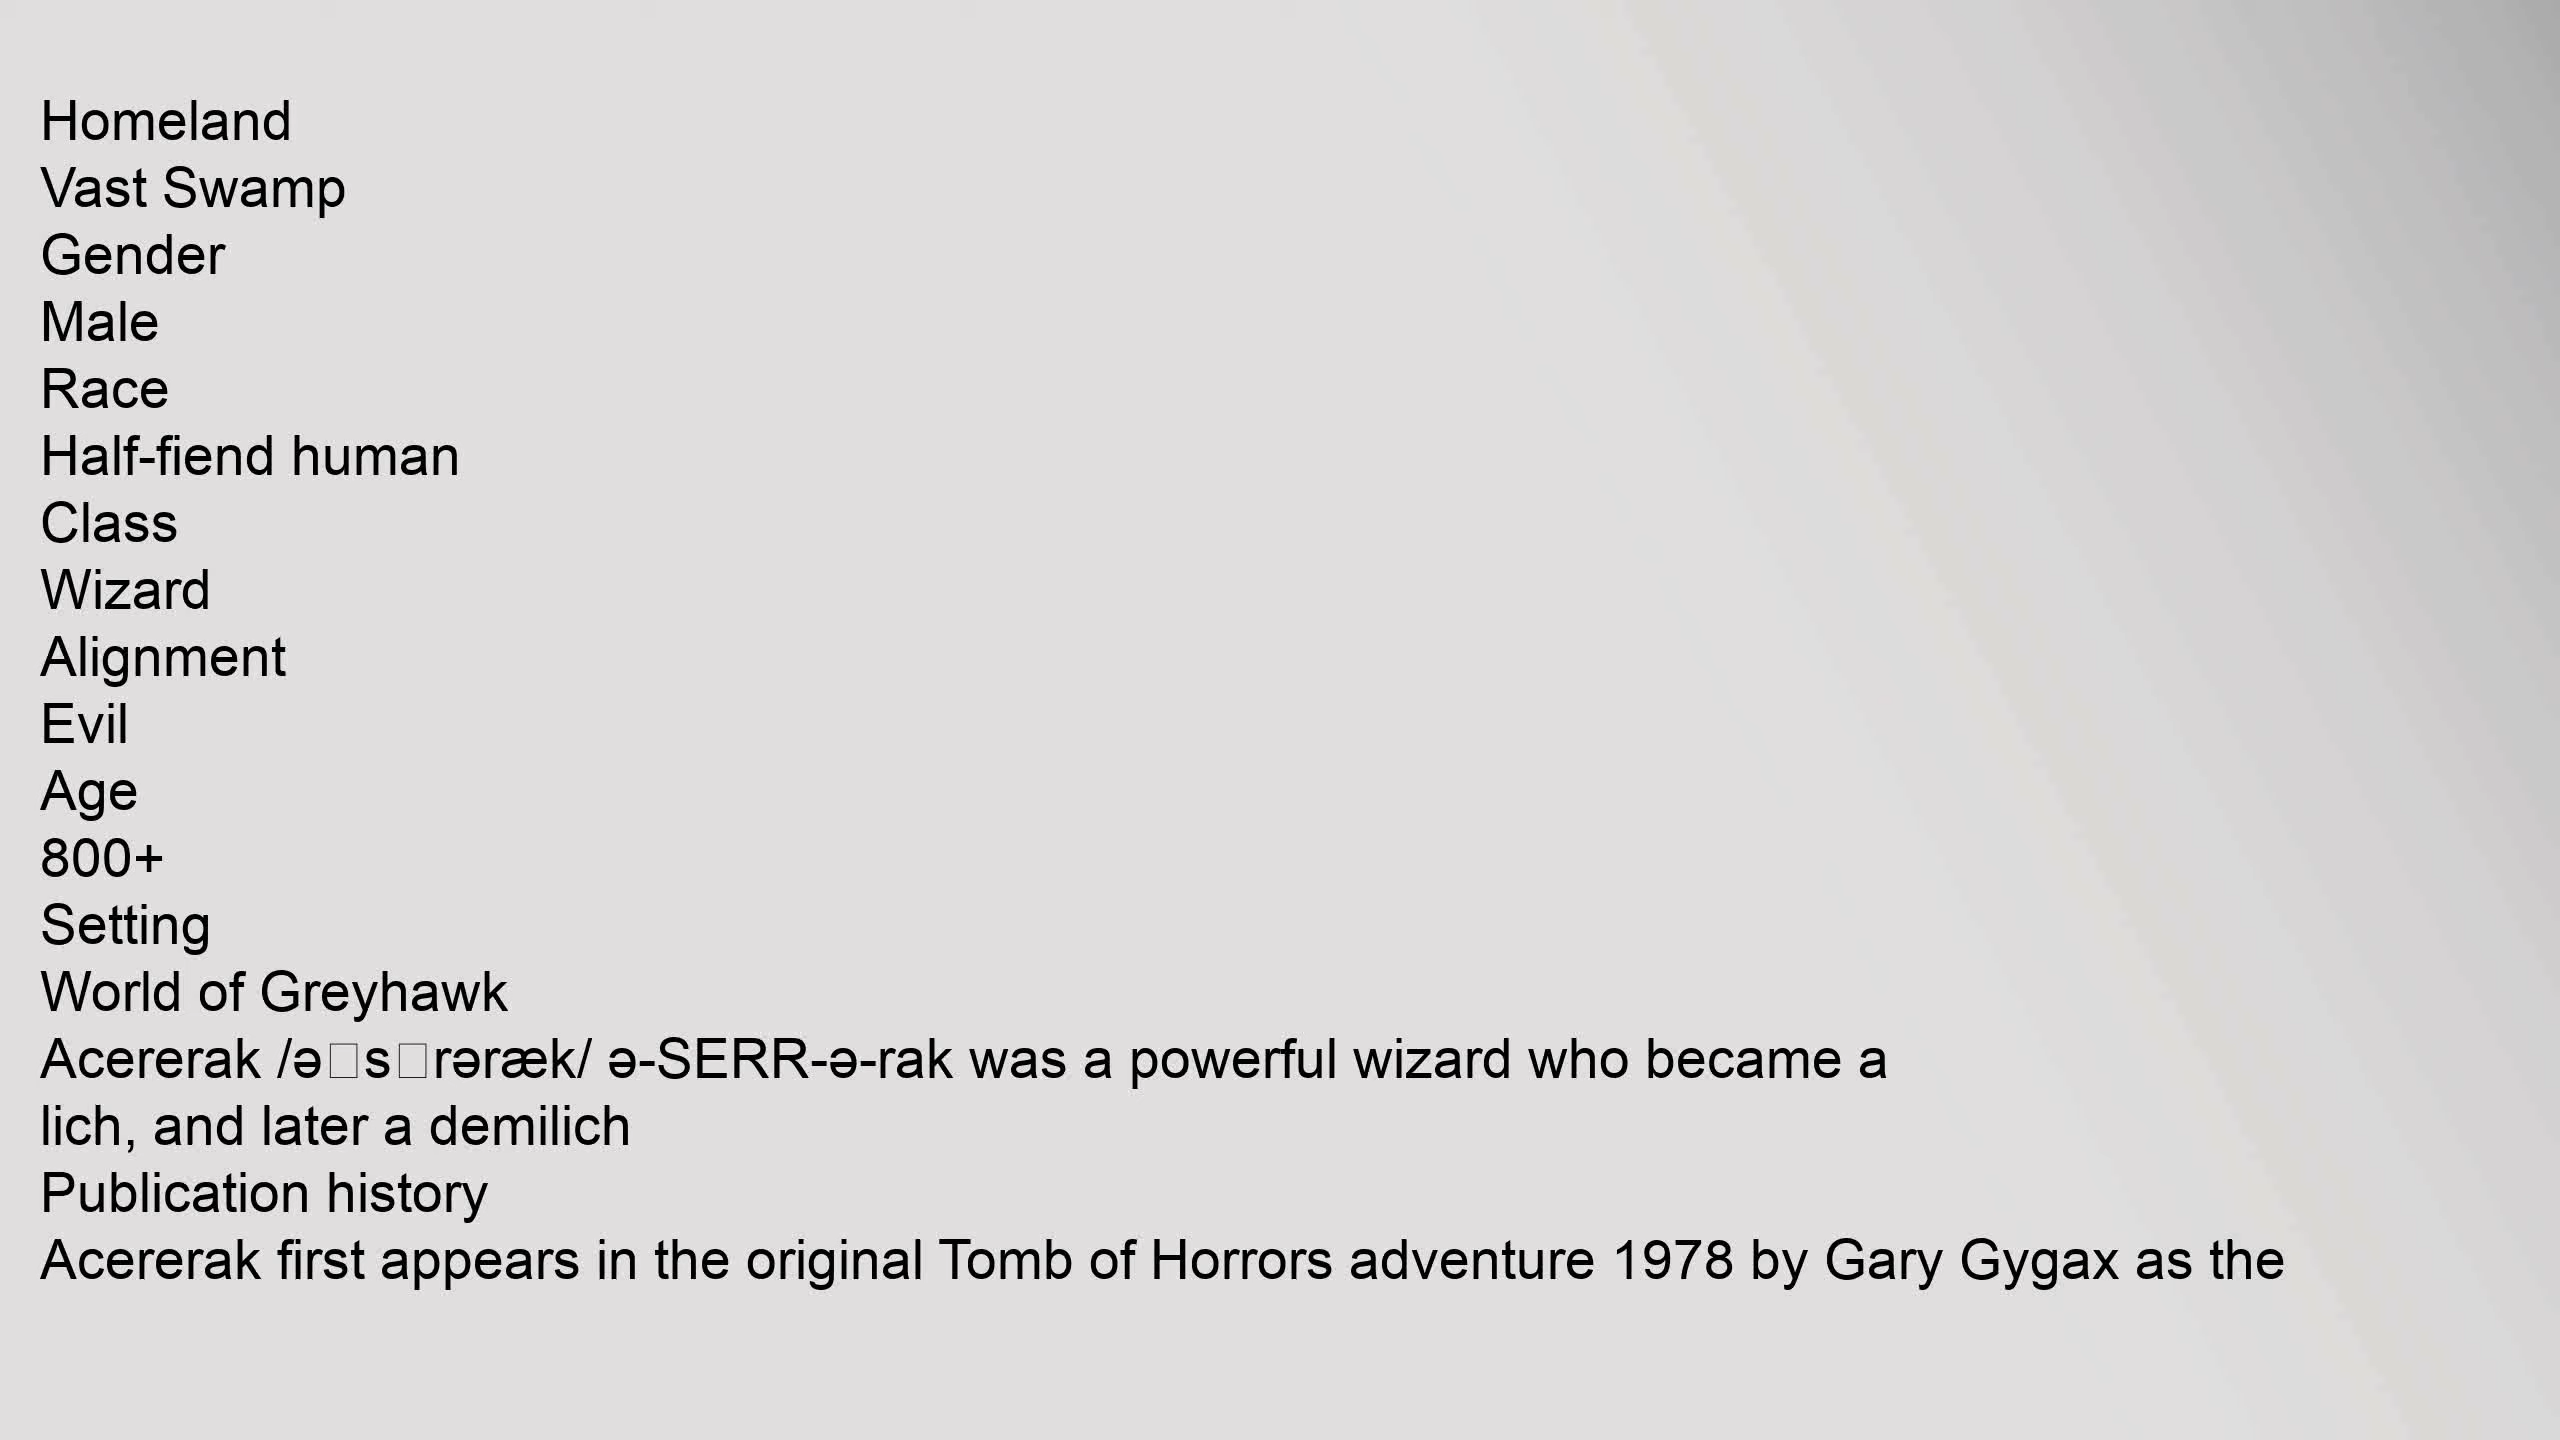 Homeland
Vast Swamp
Gender
Male
Race
Half-fiend human
Class
Wizard
Alignment
Evil
Age
800+
Setting
World of Greyhawk
Acererak /ə□s□rəræk/ ə-SERR-ə-rak was a powerful wizard who became a
lich, and later a demilich
Publication history
Acererak first appears in the original Tomb of Horrors adventure 1978 by Gary Gygax as the